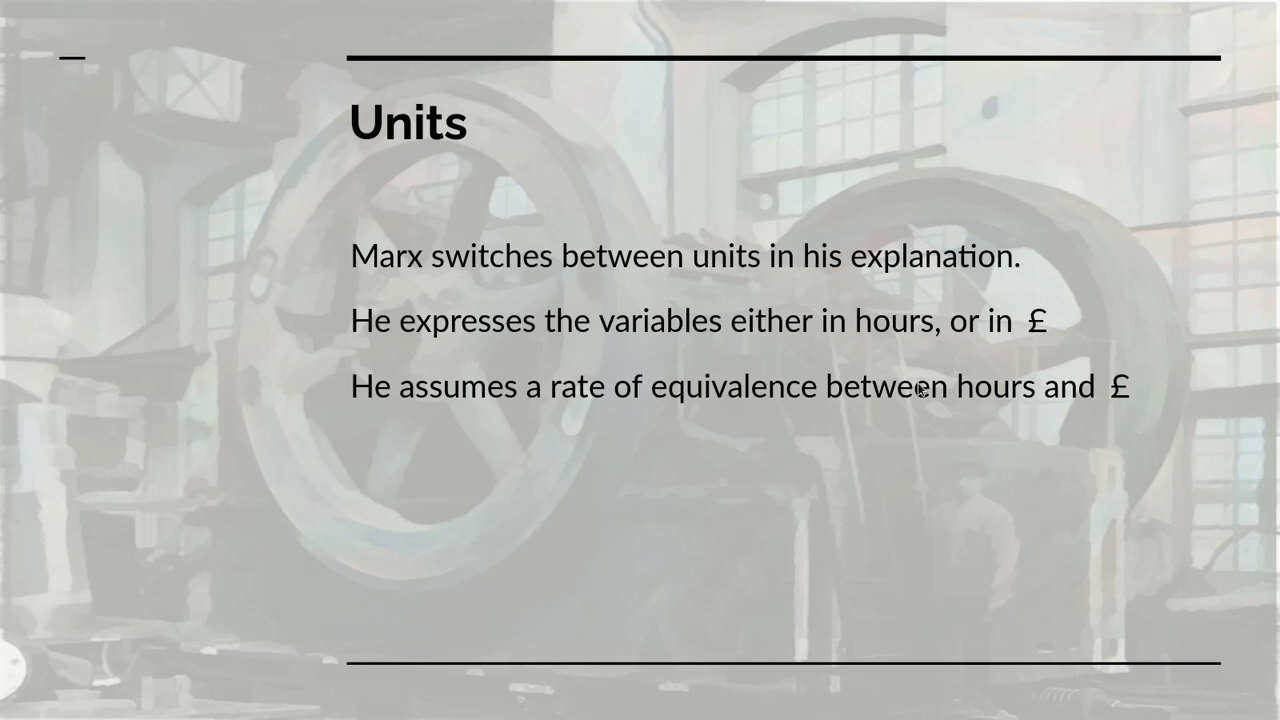 Units
Marx switches between units in his explanation.
He expresses the variables either in hours, or in £
He assumes a rate of equivalence between hours and £